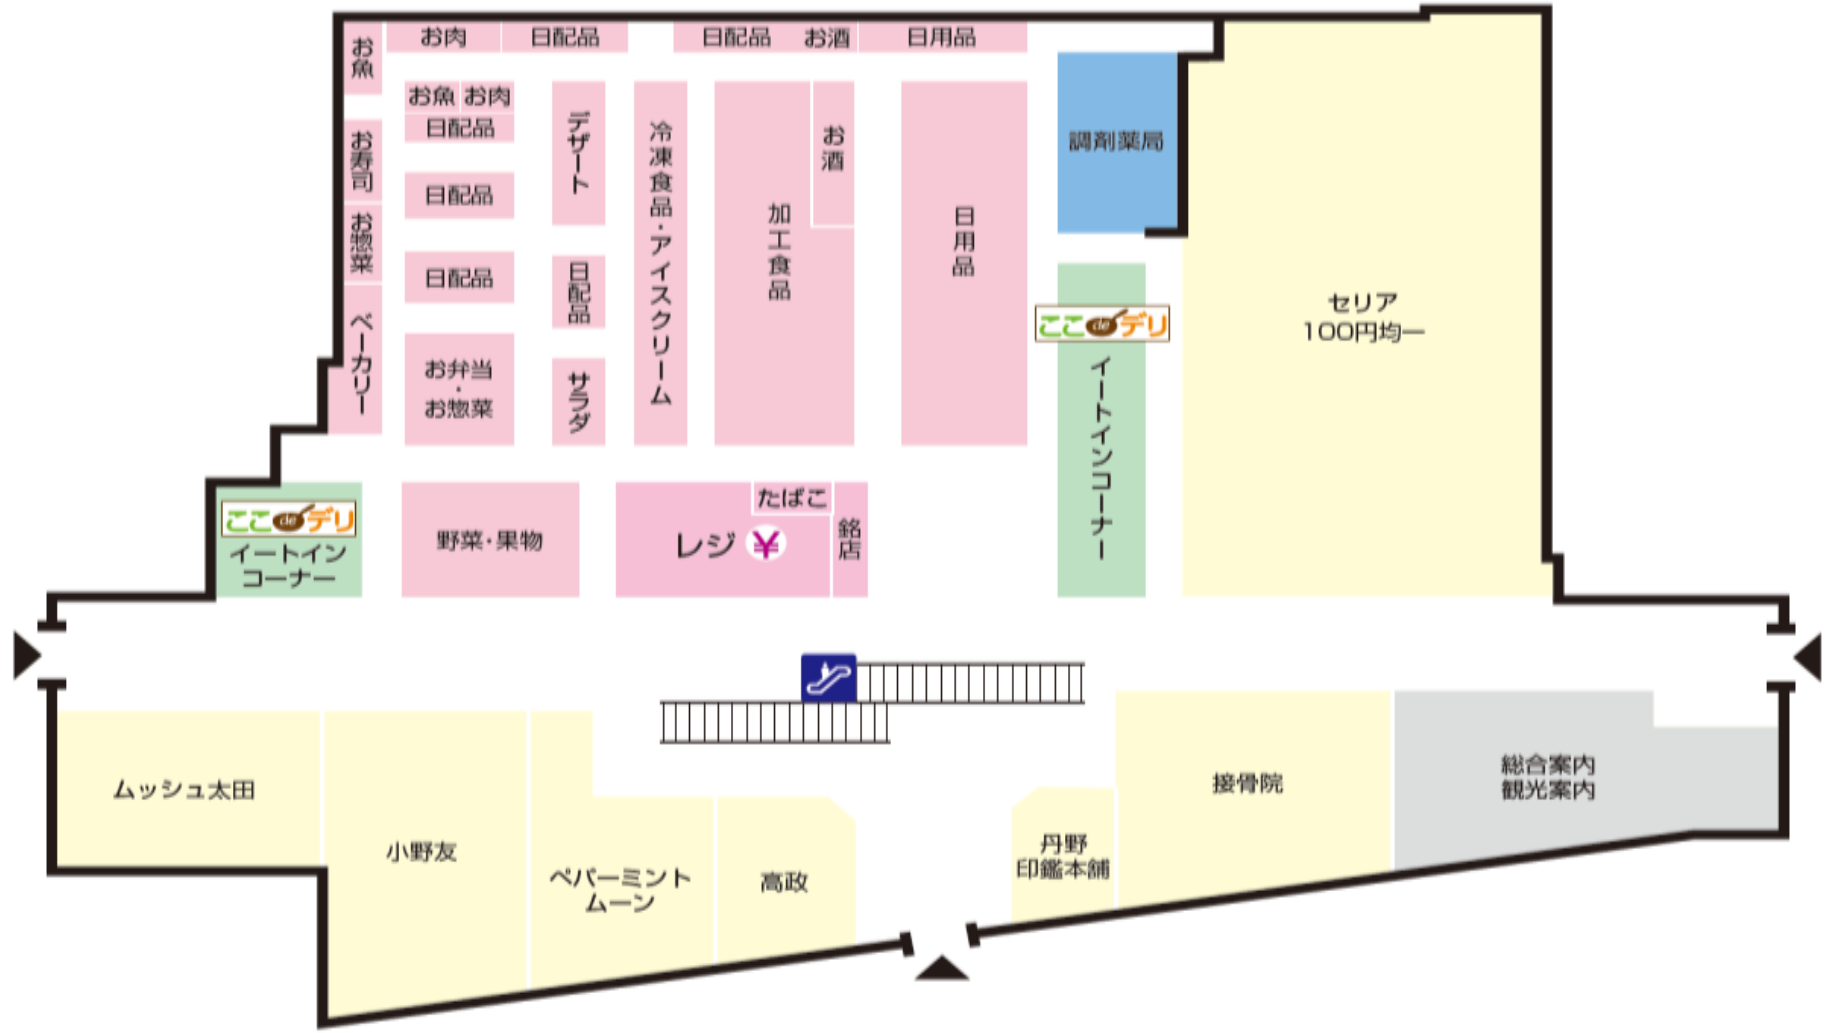 お肉
日配品
日配品
お酒
日用品
お魚
お魚
お肉
日配品
デザート
冷凍食品・アイスクリーム
お酒
加工食品
日用品
調剤薬局
お寿司
日配品
お惣菜
日配品
日配品
ベーカリー
お弁当
・
お惣菜
サラダ
ここdeデリ
イートインコーナー
セリア
100円均一
ここdeデリ
イートイン
コーナー
野菜・果物
レジ ¥
たばこ
銘店
ムッシュ太田
小野友
ペパーミント
ムーン
高政
丹野
印鑑本舗
接骨院
総合案内
観光案内